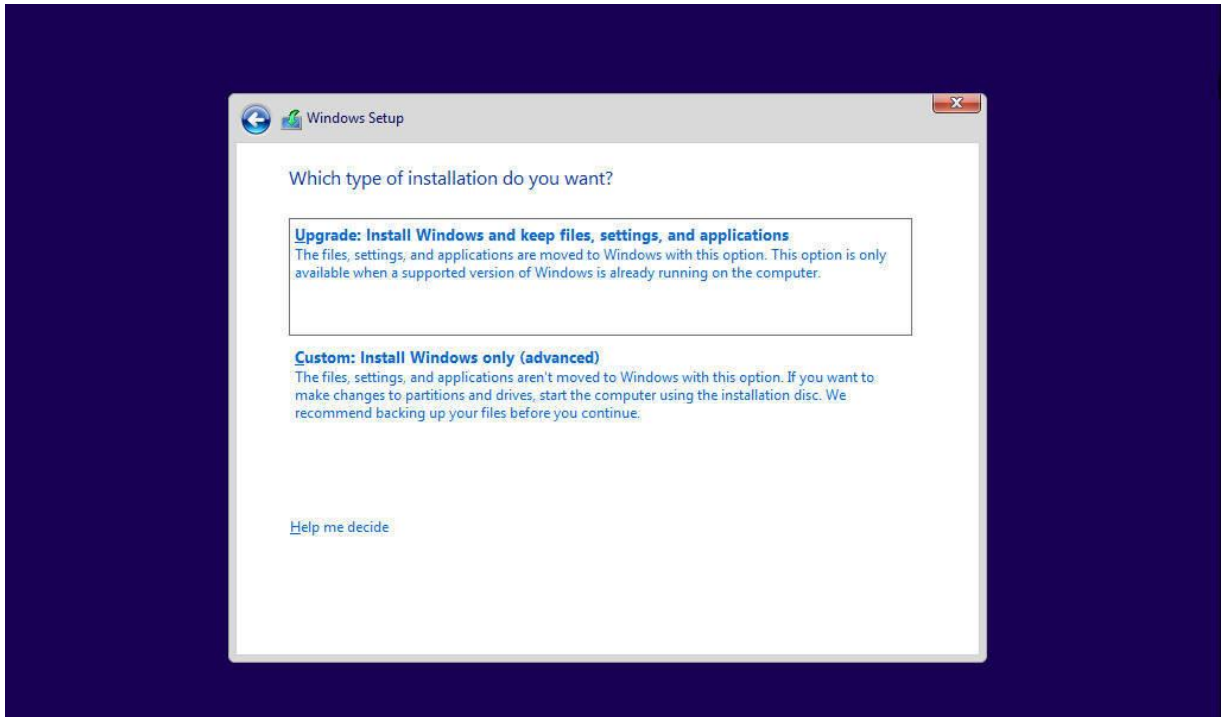 Windows Setup
Which type of installation do you want?
Upgrade: Install Windows and keep files, settings, and applications
The files, settings, and applications are moved to Windows with this option. This option is only
available when a supported version of Windows is already running on the computer.
Custom: Install Windows only (advanced)
The files, settings, and applications aren't moved to Windows with this option. If you want to
make changes to partitions and drives, start the computer using the installation disc. We
recommend backing up your files before you continue.
Help me decide